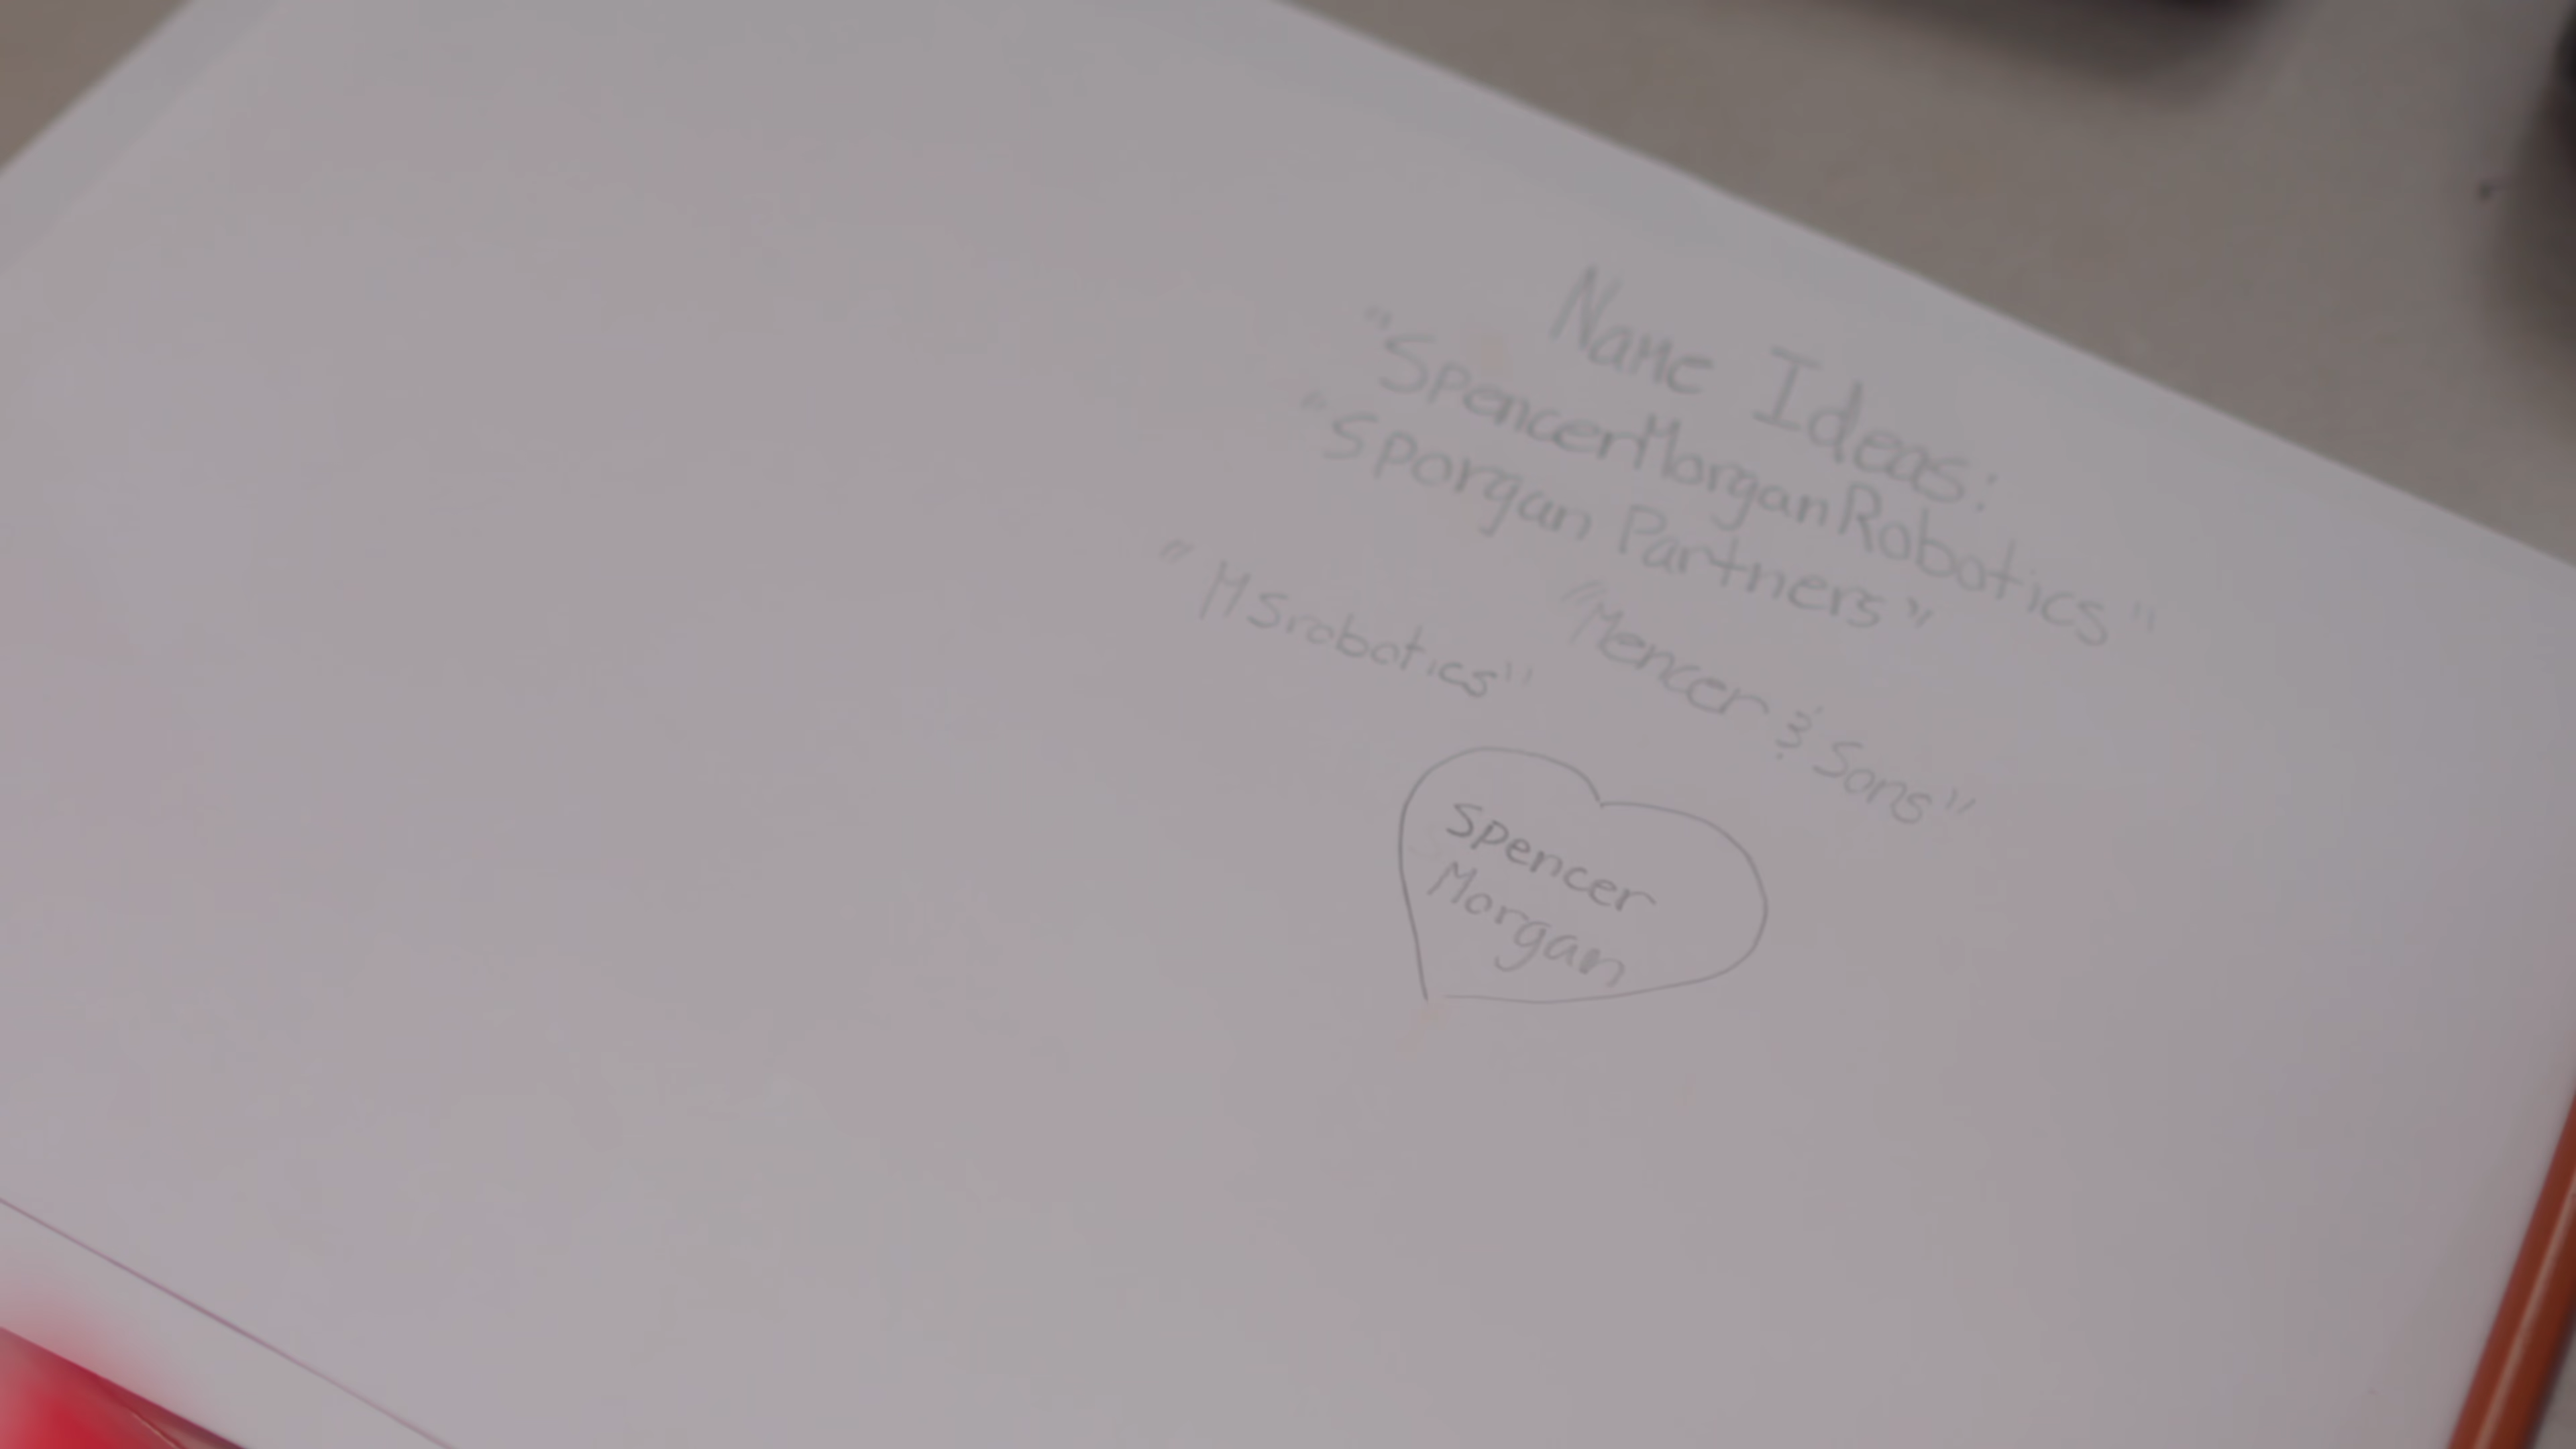 Name Ideas:
"SpencerMorganRobotics"
"Sporgan Partners"
"MSrobotics"
"Mencer & Sons"
Spencer
Morgan